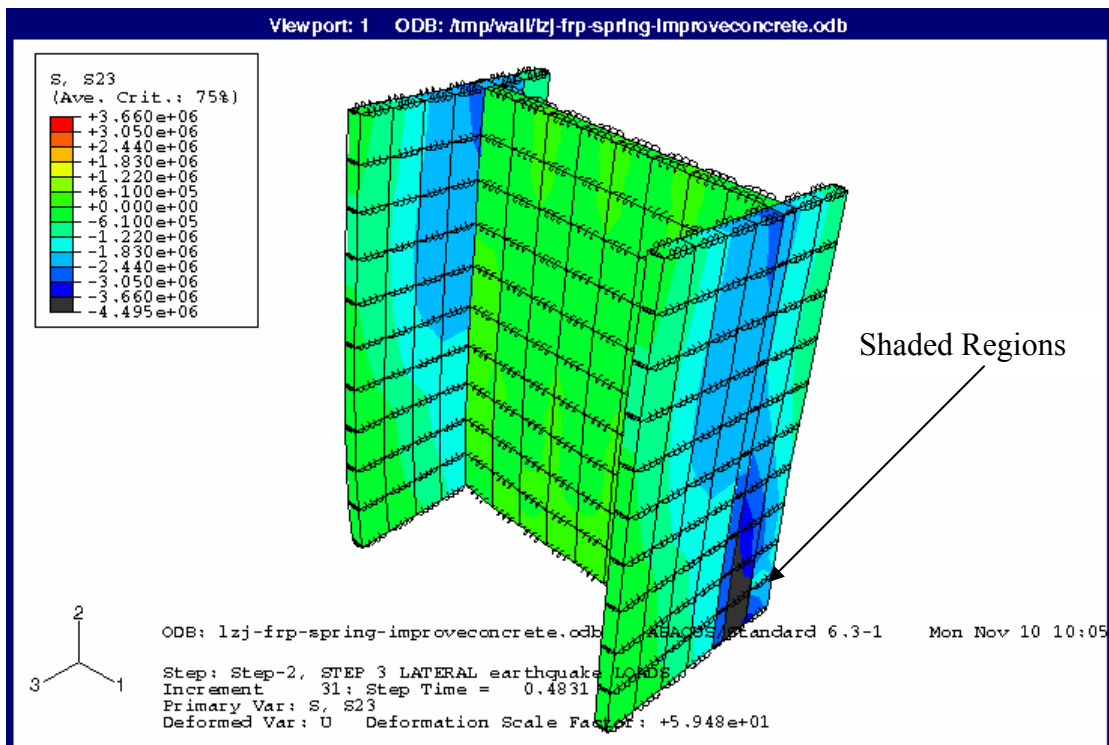 Viewport: 1 ODB: /tmp/wall/lzj-frp-spring-improveconcrete.odb
S, S23
(Ave. Crit.: 75%)
+3.660e+06
+3.050e+06
+2.440e+06
+1.830e+06
+1.220e+06
+6.100e+05
+0.000e+00
-6.100e+05
-1.220e+06
-1.830e+06
-2.440e+06
-3.050e+06
-3.660e+06
-4.495e+06
Shaded Regions
2
3
1
ODB: lzj-frp-spring-improveconcrete.odb ABAQUS/Standard 6.3-1 Mon Nov 10 10:05
Step: Step-2, STEP 3 LATERAL earthquake LOADS
Increment 31: Step Time = 0.4831
Primary Var: S, S23
Deformed Var: U Deformation Scale Factor: +5.948e+01